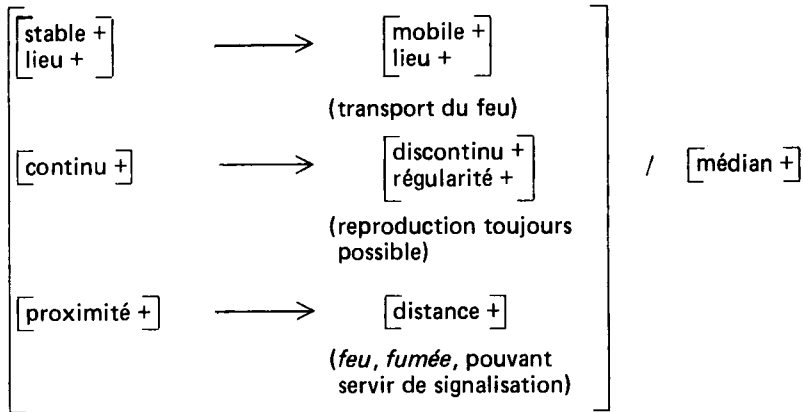 stable + mobile +
lieu + lieu +
(transport du feu)
continu + discontinu +
régularité + / médian +
(reproduction toujours
possible)
proximité + distance +
(feu, fumée, pouvant
servir de signalisation)